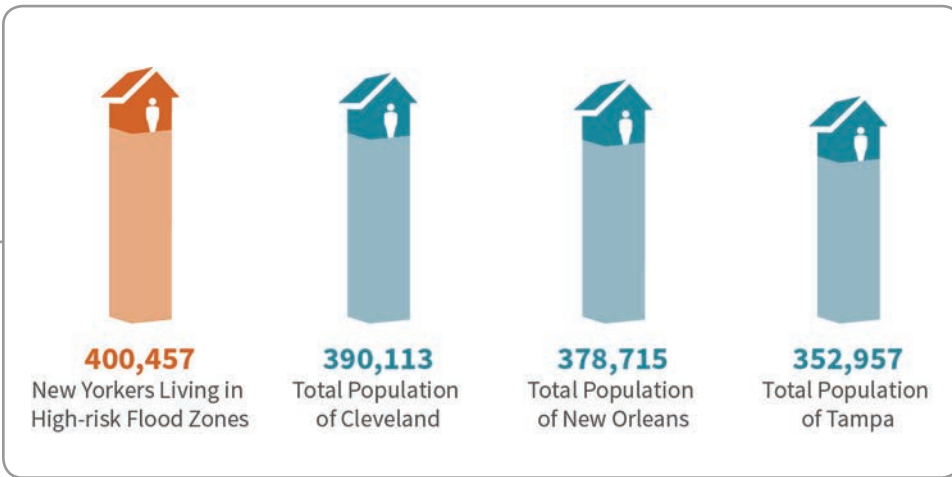 400,457
New Yorkers Living in
High-risk Flood Zones
390,113
Total Population
of Cleveland
378,715
Total Population
of New Orleans
352,957
Total Population
of Tampa